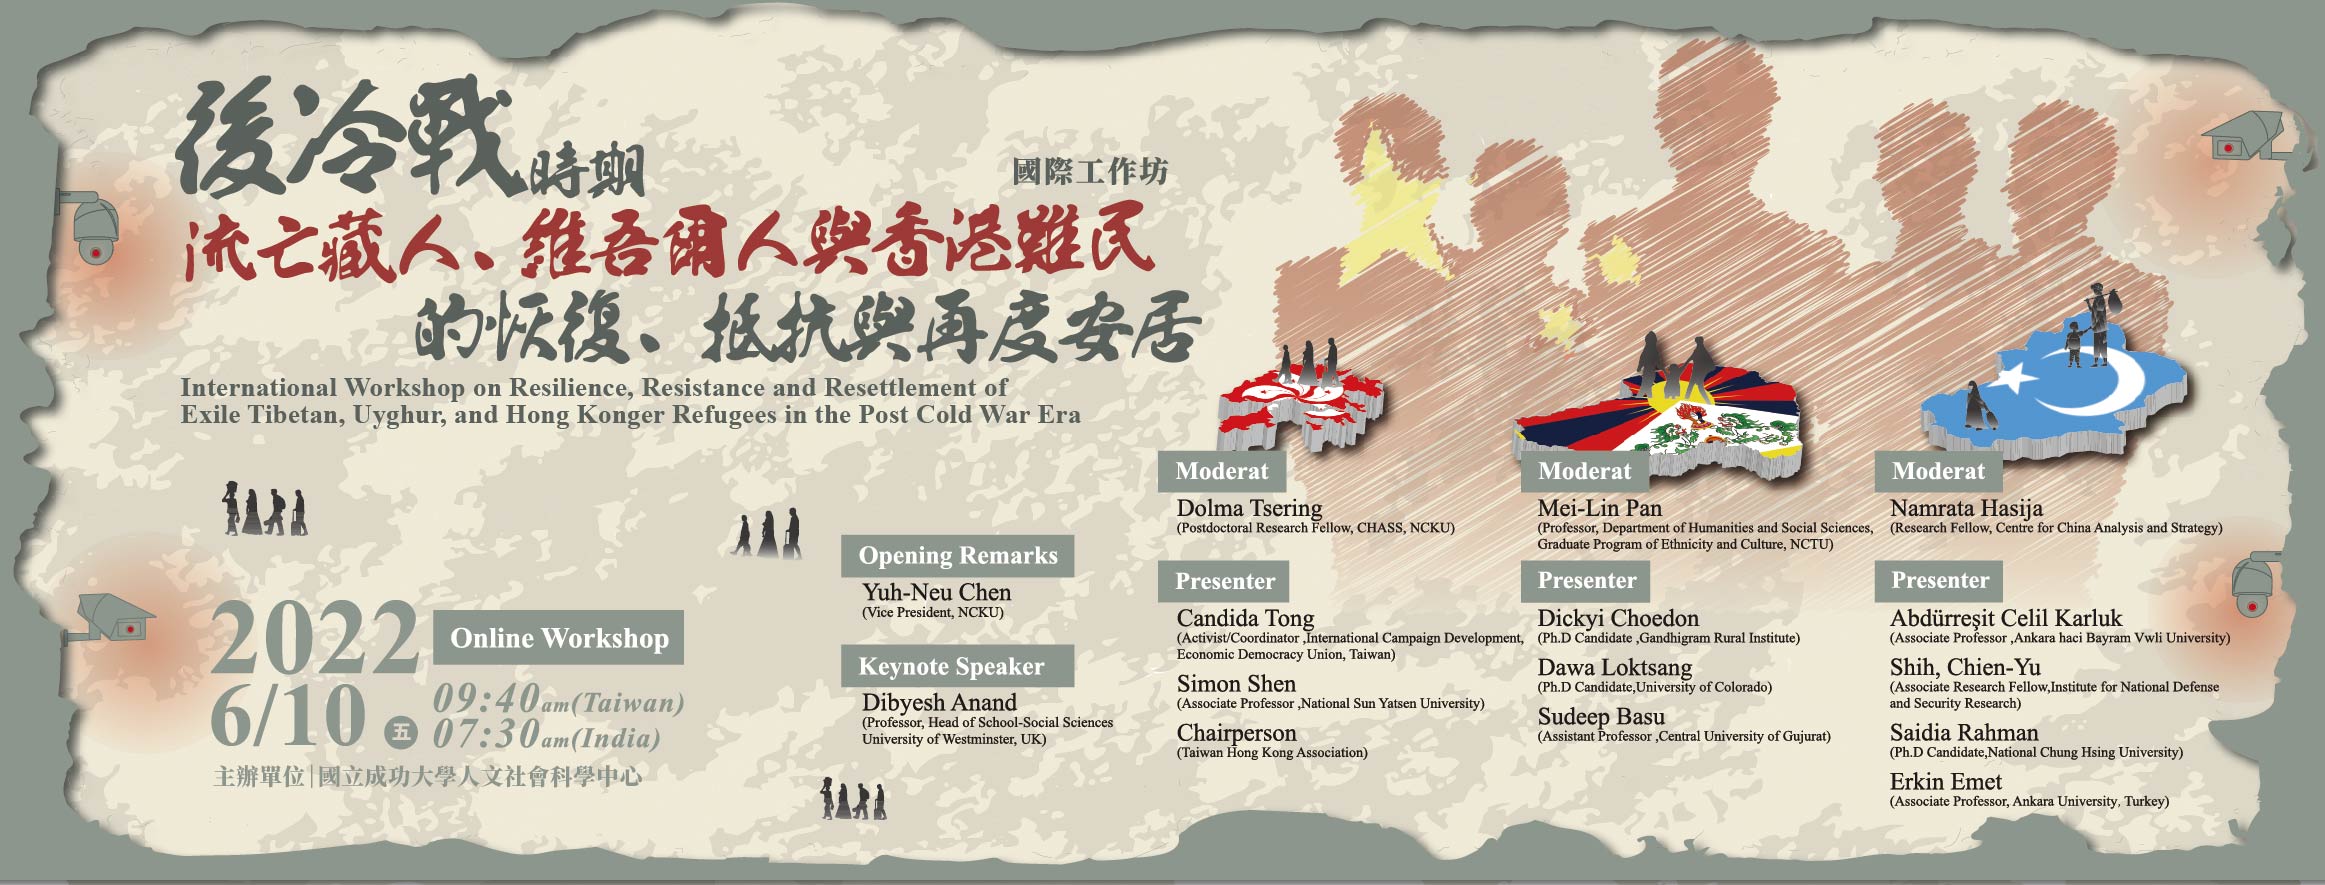 後冷戰時期
國際工作坊
流亡藏人、維吾爾人與香港難民
的恢復、抵抗與再度安居
International Workshop on Resilience, Resistance and Resettlement of
Exile Tibetan, Uyghur, and Hong Konger Refugees in the Post Cold War Era
2022
Online Workshop
6/10 五
09:40am(Taiwan)
07:30am(India)
主辦單位|國立成功大學人文社會科學中心
Opening Remarks
Yuh-Neu Chen
(Vice President, NCKU)
Keynote Speaker
Dibyesh Anand
(Professor, Head of School-Social Sciences
University of Westminster, UK)
Moderat
Dolma Tsering
(Postdoctoral Research Fellow, CHASS, NCKU)
Presenter
Candida Tong
(Activist/Coordinator ,International Campaign Development,
Economic Democracy Union, Taiwan)
Simon Shen
(Associate Professor ,National Sun Yatsen University)
Chairperson
(Taiwan Hong Kong Association)
Moderat
Mei-Lin Pan
(Professor, Department of Humanities and Social Sciences,
Graduate Program of Ethnicity and Culture, NCTU)
Presenter
Dickyi Choedon
(Ph.D Candidate ,Gandhigram Rural Institute)
Dawa Loktsang
(Ph.D Candidate,University of Colorado)
Sudeep Basu
(Assistant Professor ,Central University of Gujurat)
Moderat
Namrata Hasija
(Research Fellow, Centre for China Analysis and Strategy)
Presenter
Abdürreşit Celil Karluk
(Associate Professor ,Ankara haci Bayram Vwli University)
Shih, Chien-Yu
(Associate Research Fellow,Institute for National Defense
and Security Research)
Saidia Rahman
(Ph.D Candidate,National Chung Hsing University)
Erkin Emet
(Associate Professor, Ankara University, Turkey)